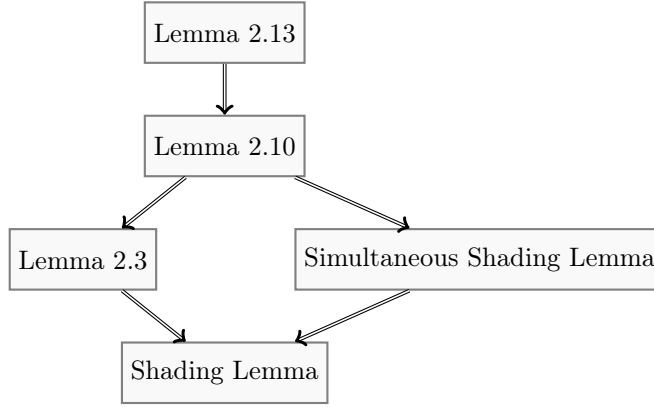 Lemma 2.13
Lemma 2.10
Lemma 2.3
Simultaneous Shading Lemma
Shading Lemma